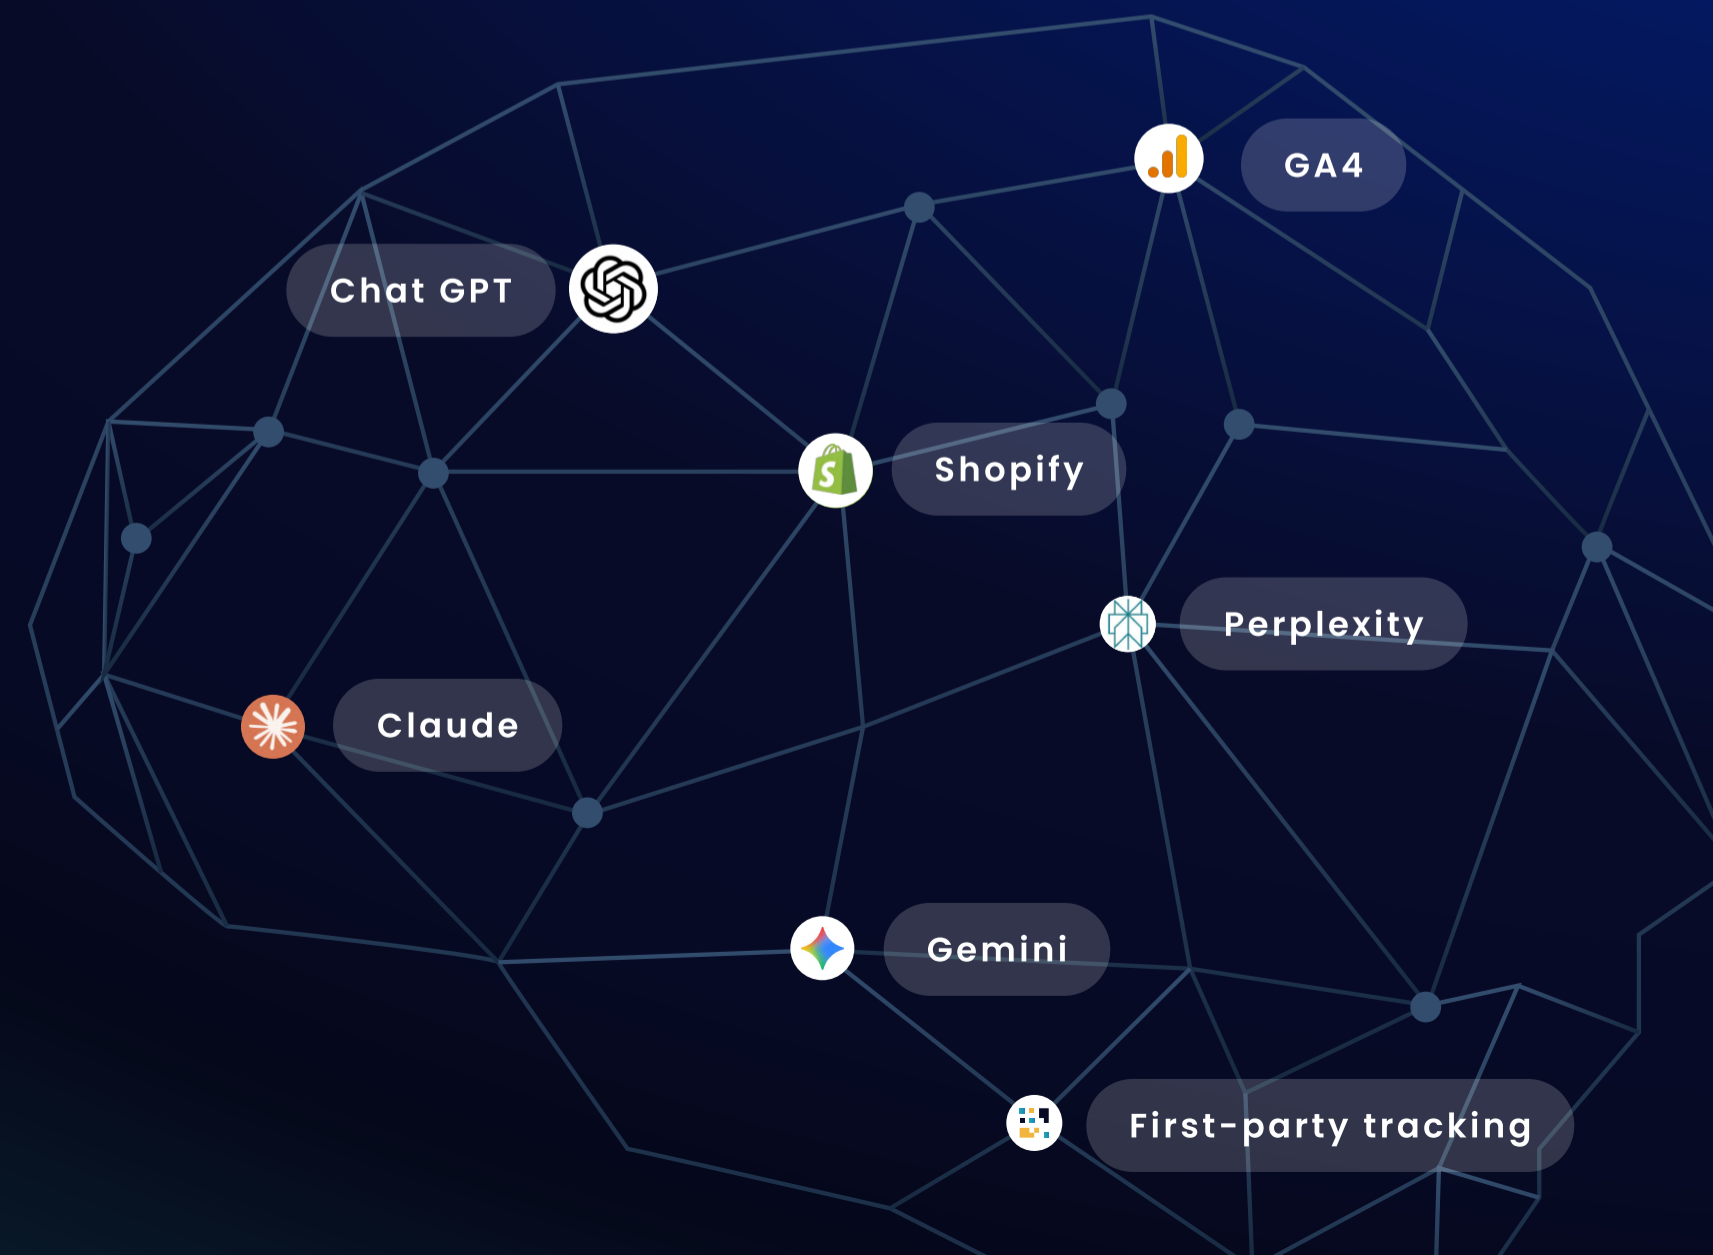 GA4
Chat GPT
Shopify
Perplexity
Claude
Gemini
First-party tracking